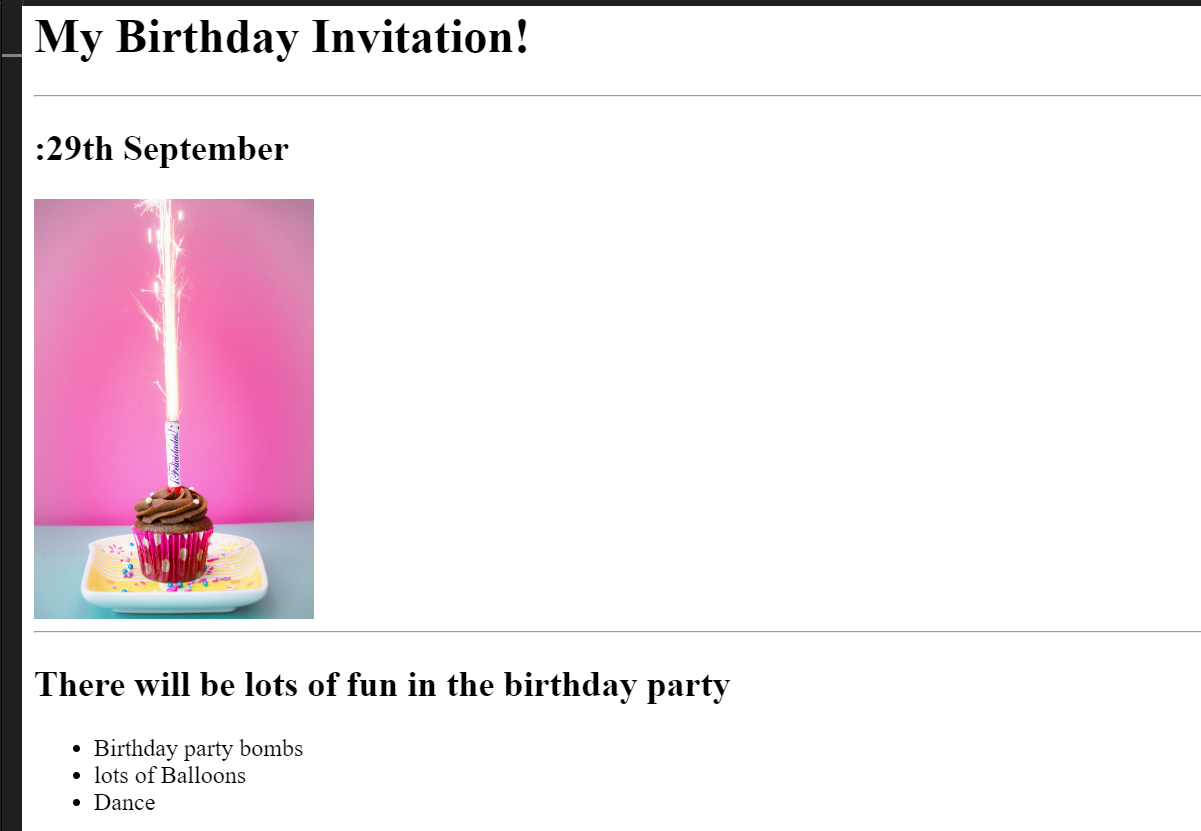 My Birthday Invitation!
:29th September
¡Felicidades!
There will be lots of fun in the birthday party
Birthday party bombs
lots of Balloons
Dance